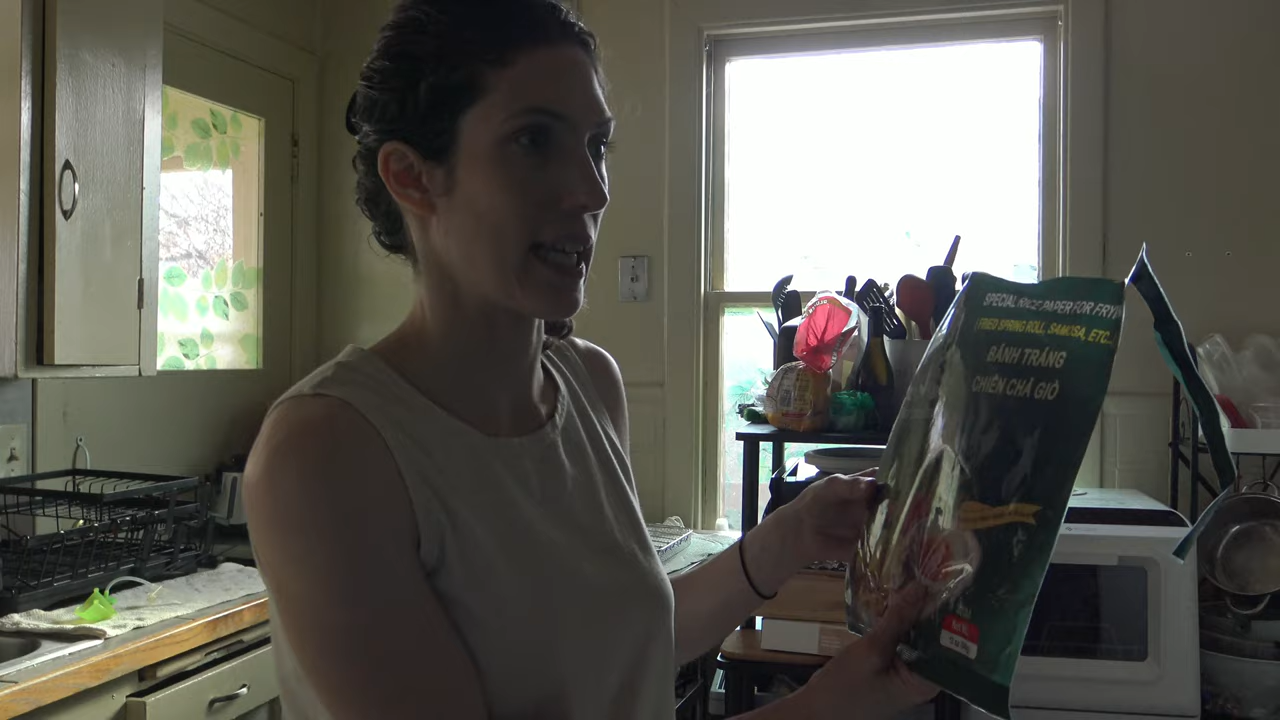 SPECIAL RICE PAPER FOR FRYIN
FRIED SPRING ROLL, SAMOSA, ETC...
BÁNH TRÁNG
CHIÊN CHẢ GIÒ